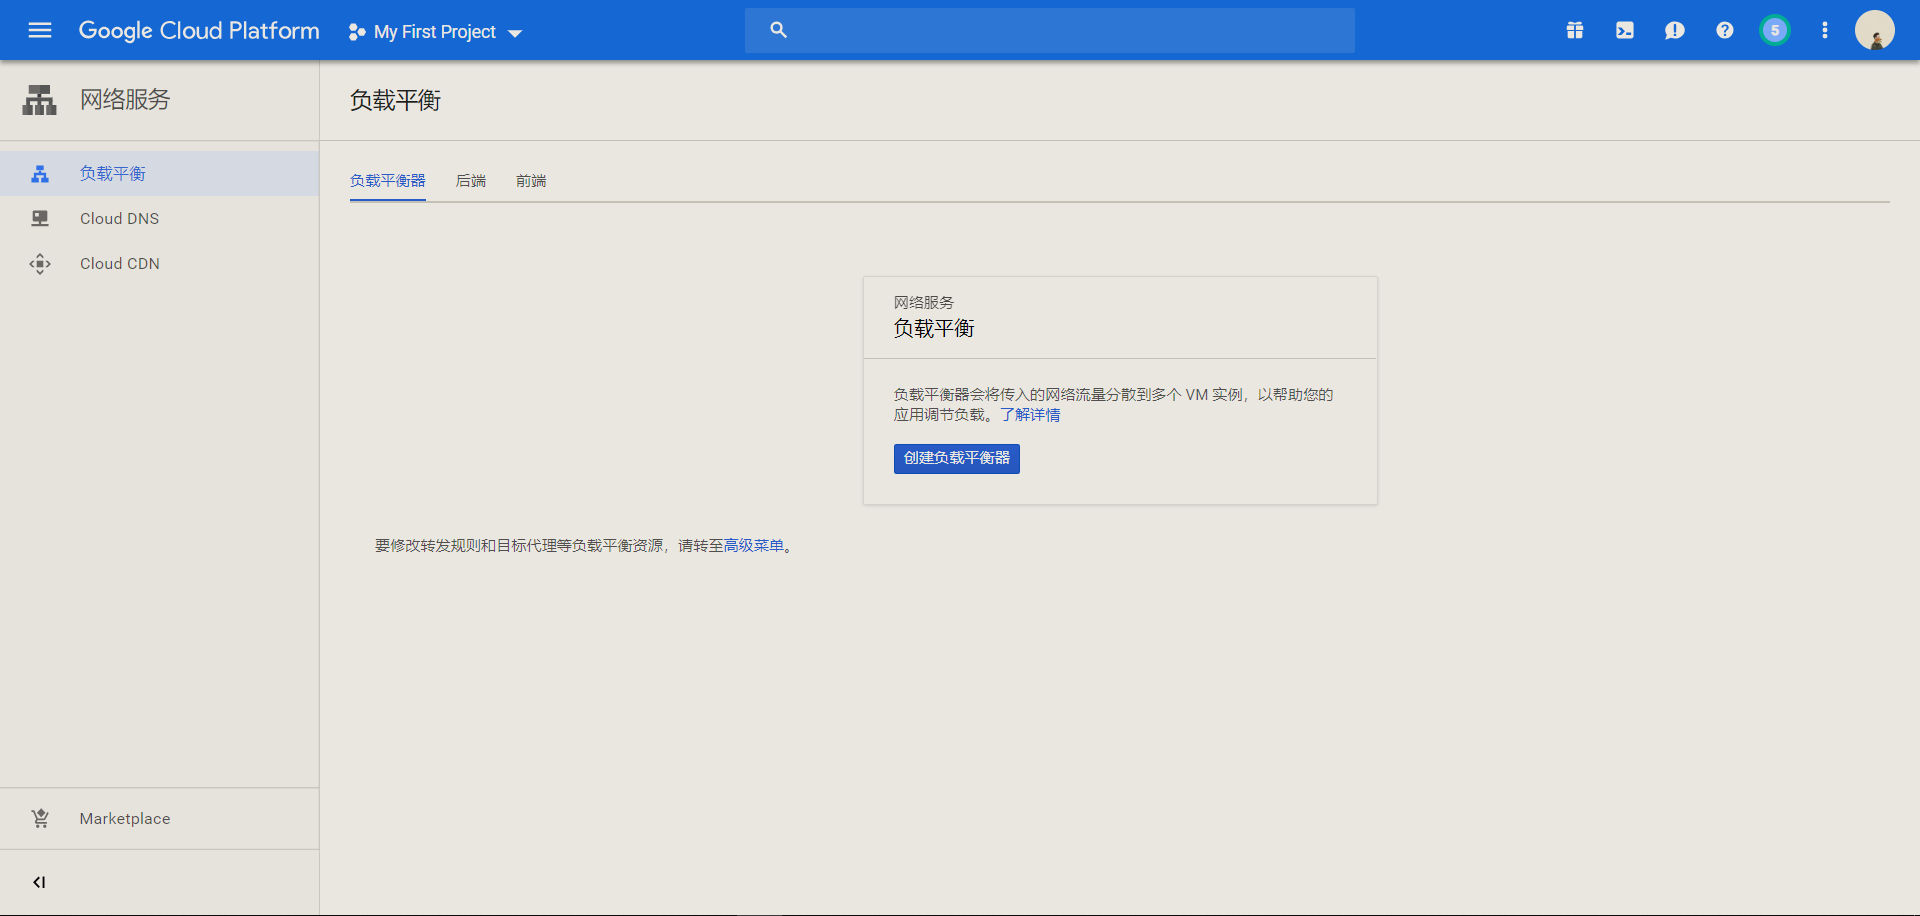 Google Cloud Platform
My First Project
5
网络服务
负载平衡
Cloud DNS
Cloud CDN
Marketplace
负载平衡
负载平衡器 后端 前端
网络服务
负载平衡
负载平衡器会将传入的网络流量分散到多个 VM 实例，以帮助您的
应用调节负载。了解详情
创建负载平衡器
要修改转发规则和目标代理等负载平衡资源，请转至高级菜单。